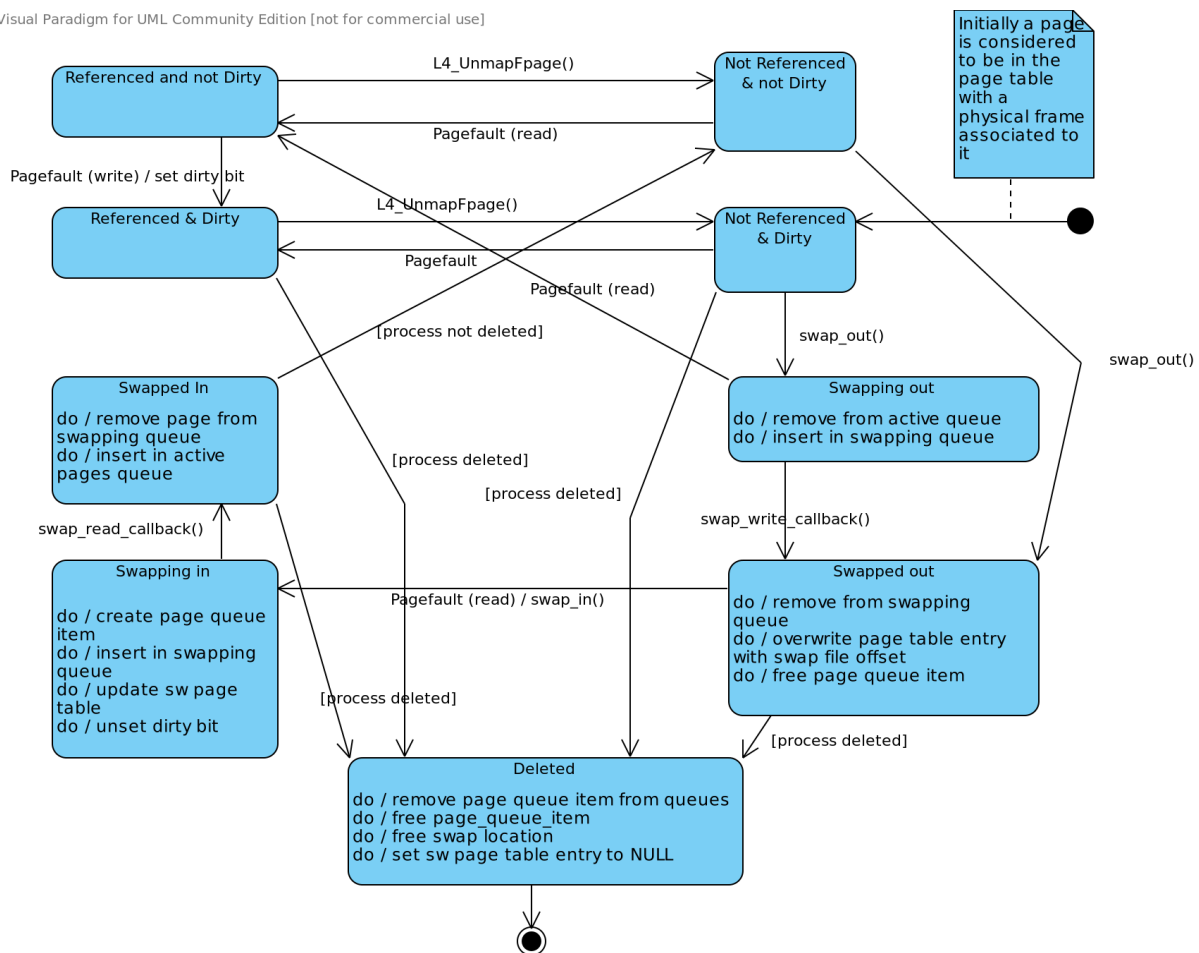 Visual Paradigm for UML Community Edition [not for commercial use]
Initially a page
is considered
to be in the
page table
with a
physical frame
associated to
it
Referenced and not Dirty
L4_UnmapFpage()
Not Referenced
& not Dirty
Pagefault (read)
Pagefault (write) / set dirty bit
Referenced & Dirty
L4_UnmapFpage()
Not Referenced
& Dirty
Pagefault
Pagefault (read)
[process not deleted]
swap_out()
swap_out()
Swapped In
do / remove page from
swapping queue
do / insert in active
pages queue
Swapping out
do / remove from active queue
do / insert in swapping queue
[process deleted]
[process deleted]
swap_read_callback()
swap_write_callback()
Swapping in
do / create page queue
item
do / insert in swapping
queue
do / update sw page
table
do / unset dirty bit
Pagefault (read) / swap_in()
Swapped out
do / remove from swapping
queue
do / overwrite page table entry
with swap file offset
do / free page queue item
[process deleted]
[process deleted]
Deleted
do / remove page queue item from queues
do / free page_queue_item
do / free swap location
do / set sw page table entry to NULL